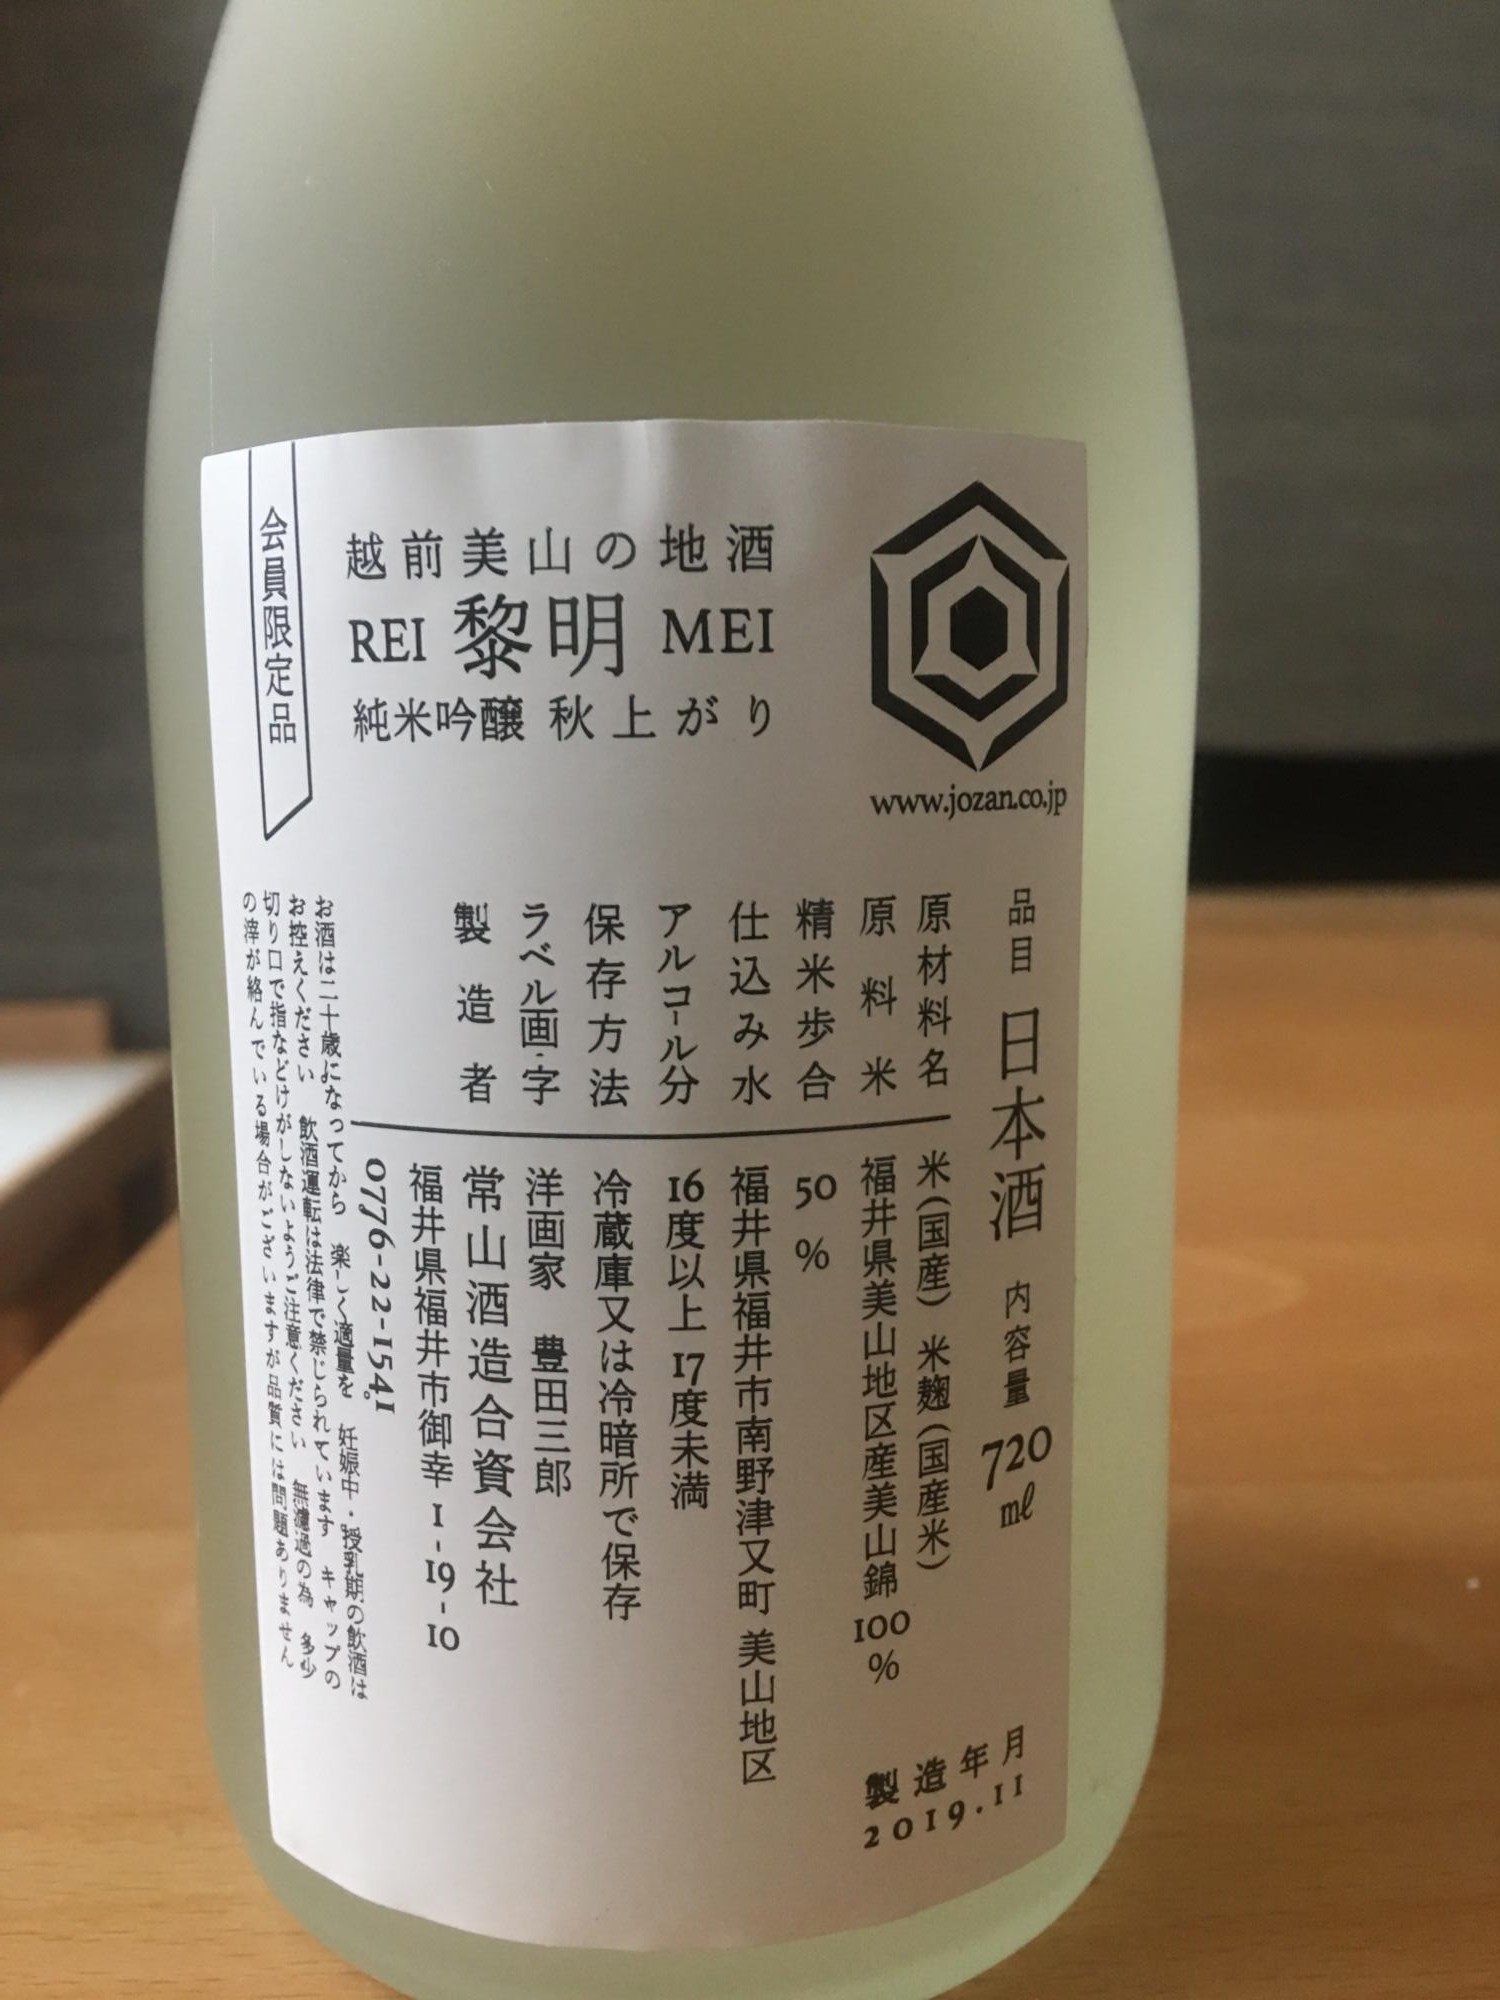 会員限定品
越前美山の地酒
REI 黎明 MEI
純米吟醸 秋上がり
www.jozan.co.jp
品目 日本酒 内容量 720㎖
原材料名 米(国産) 米麹(国産米)
原料米 福井県美山地区産美山錦100%
精米歩合 50%
仕込み水 福井県福井市南野津又町 美山地区
アルコール分 16度以上17度未満
保存方法 冷蔵庫又は冷暗所で保存
ラベル画・字 洋画家 豊田三郎
製造者 常山酒造合資会社
福井県福井市御幸1-19-10
0776-22-1541
お酒は二十歳になってから 楽しく適量を 妊娠中・授乳期の飲酒は
お控えください 飲酒運転は法律で禁じられています キャップの
切り口で指などけがしないようご注意ください 無濾過の為 多少
の滓が絡んでいる場合がございますが品質には問題ありません。
製造年月
2019.11